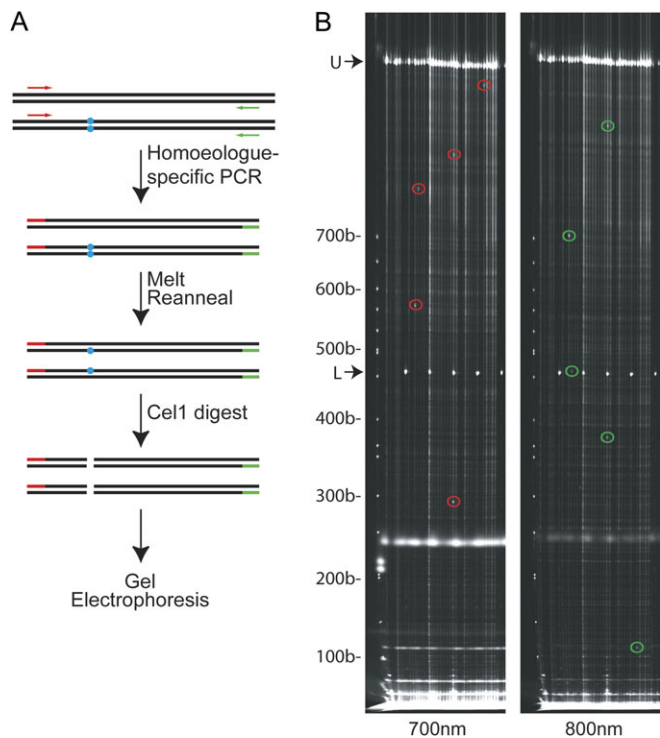 A
Homoeologue-
specific PCR
Melt
Reanneal
Cel1 digest
Gel
Electrophoresis
B
U
700b-
600b-
500b-
L
400b-
300b-
200b-
100b-
700nm
800nm